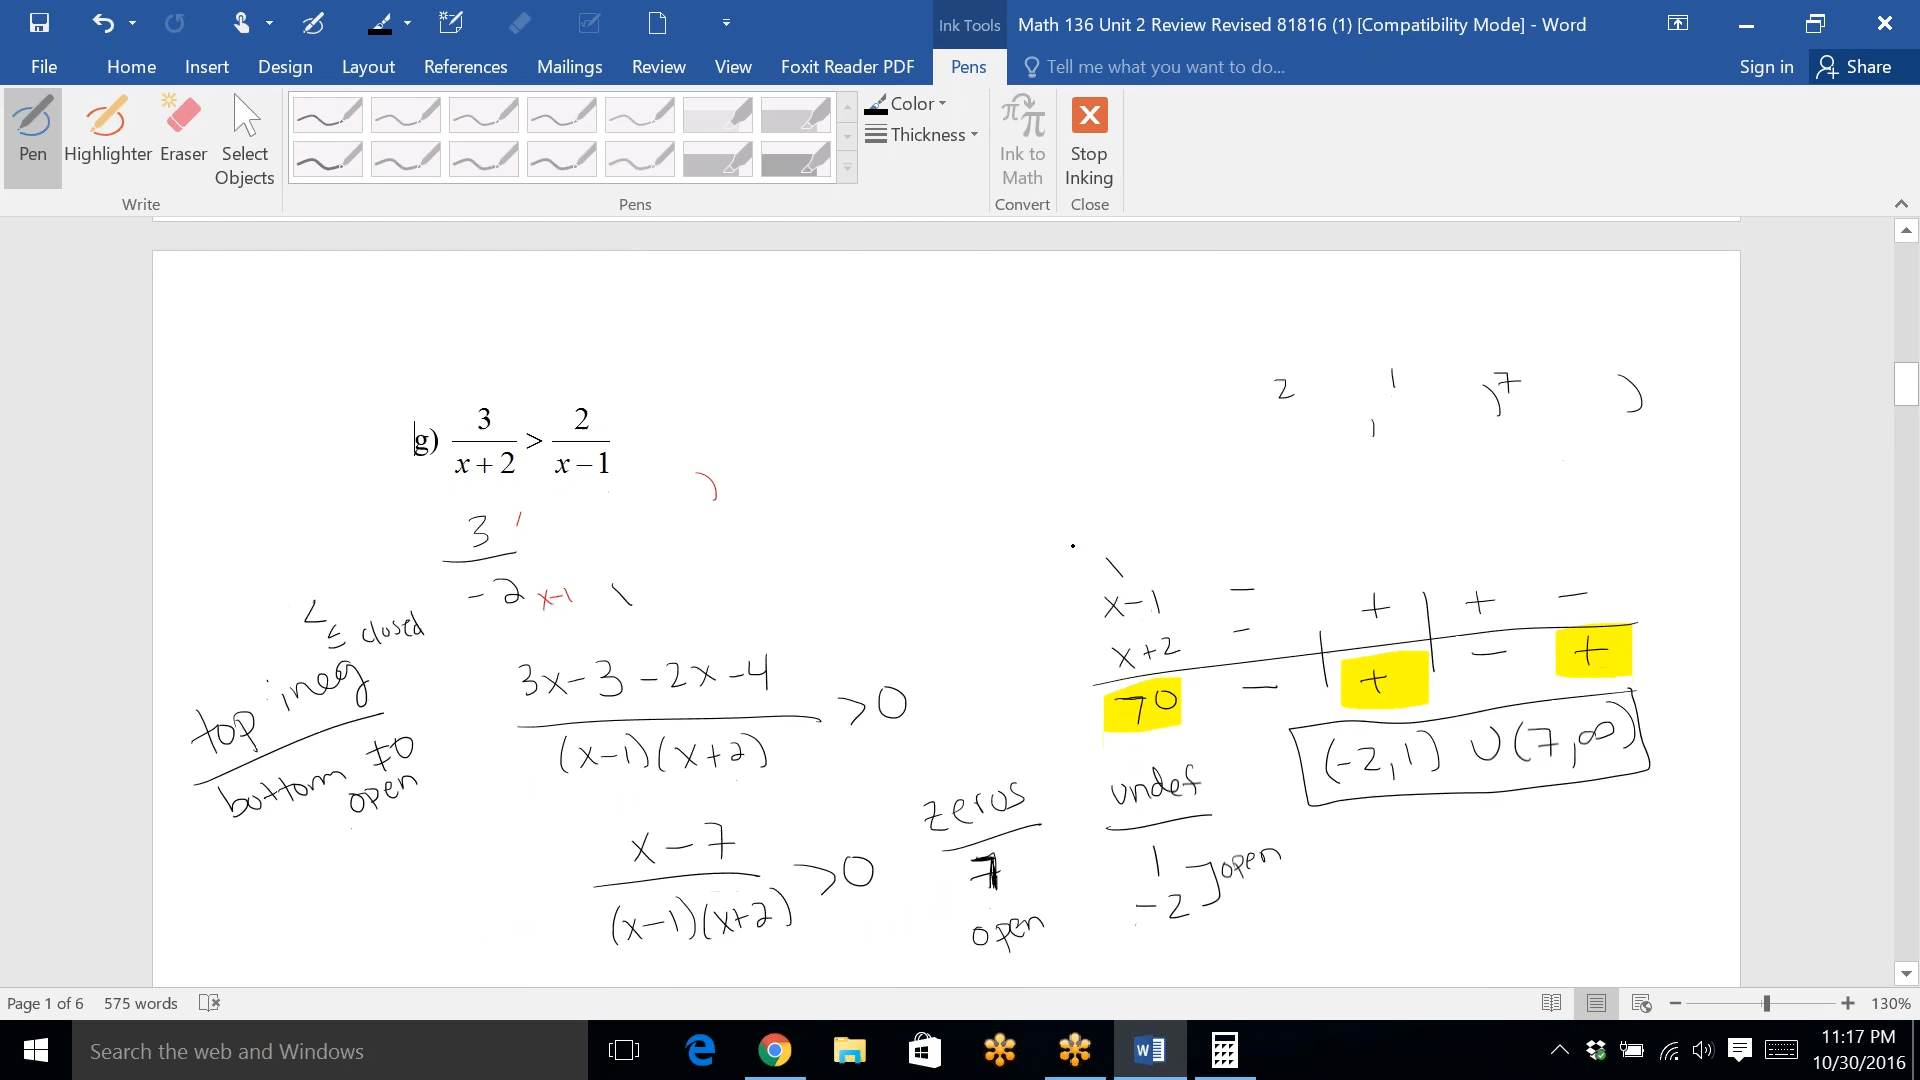 Ink Tools
Math 136 Unit 2 Review Revised 81816 (1) [Compatibility Mode] - Word
File Home Insert Design Layout References Mailings Review View Foxit Reader PDF Pens Tell me what you want to do... Sign in Share
Pen Highlighter Eraser Select Objects
Color
Thickness
Ink to Math
Stop Inking
Write Pens Convert Close
2 1 7
g) 3/(x+2) > 2/(x−1)
3
-2 x-1
< ≤ closed
top ineq
bottom ≠0
open
3x-3-2x-4
(x-1)(x+2)
>0
x-7
(x-1)(x+2)
>0
zeros
7
open
undef
1
-2
open
x-1 - + + -
x+2 -
70 - + - +
(-2,1) ∪ (7,∞)
Page 1 of 6 575 words 130%
Search the web and Windows
11:17 PM
10/30/2016